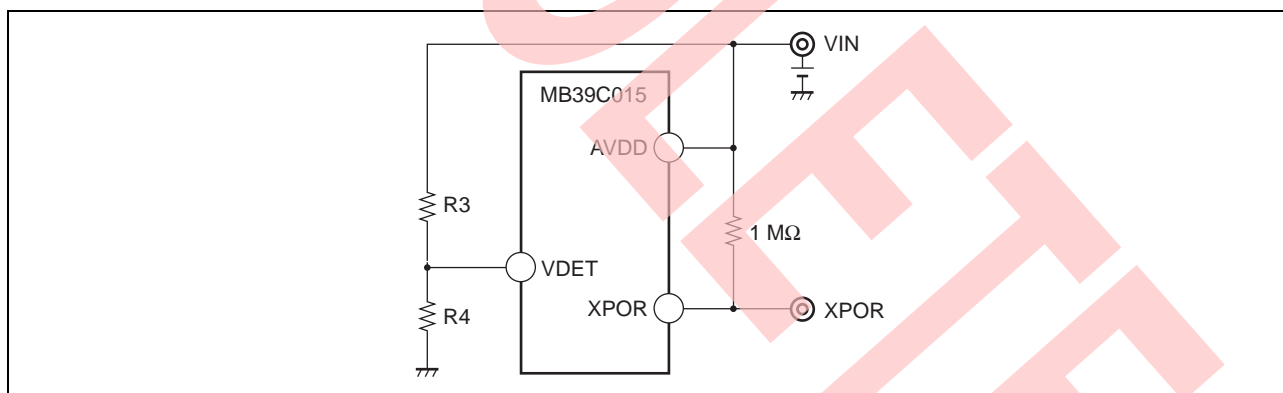 VIN
MB39C015
AVDD
R3
1 MΩ
VDET
XPOR
XPOR
R4